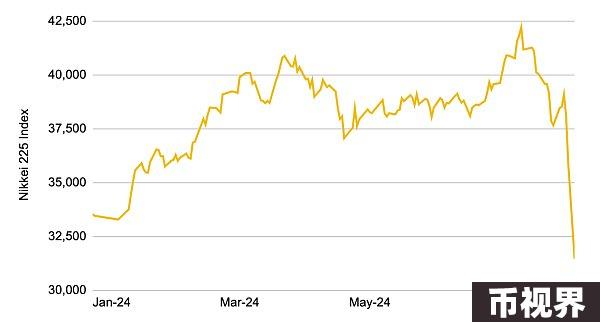 Nikkei 225 Index
42,500
40,000
37,500
35,000
32,500
30,000
Jan-24
Mar-24
May-24
币视界